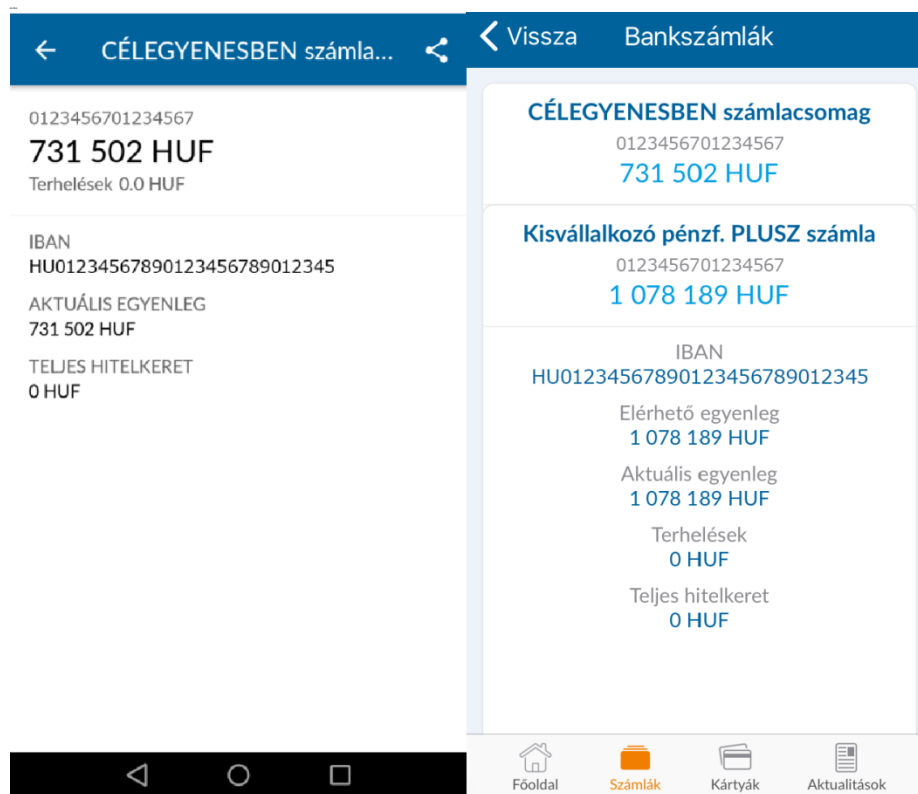 CÉLEGYENESBEN számla...
0123456701234567
731 502 HUF
Terhelések 0.0 HUF
IBAN
HU01234567890123456789012345
AKTUÁLIS EGYENLEG
731 502 HUF
TELJES HITELKERET
0 HUF
Vissza Bankszámlák
CÉLEGYENESBEN számlacsomag
0123456701234567
731 502 HUF
Kisvállalkozó pénzf. PLUSZ számla
0123456701234567
1 078 189 HUF
IBAN
HU01234567890123456789012345
Elérhető egyenleg
1 078 189 HUF
Aktuális egyenleg
1 078 189 HUF
Terhelések
0 HUF
Teljes hitelkeret
0 HUF
Főoldal Számlák Kártyák Aktualitások